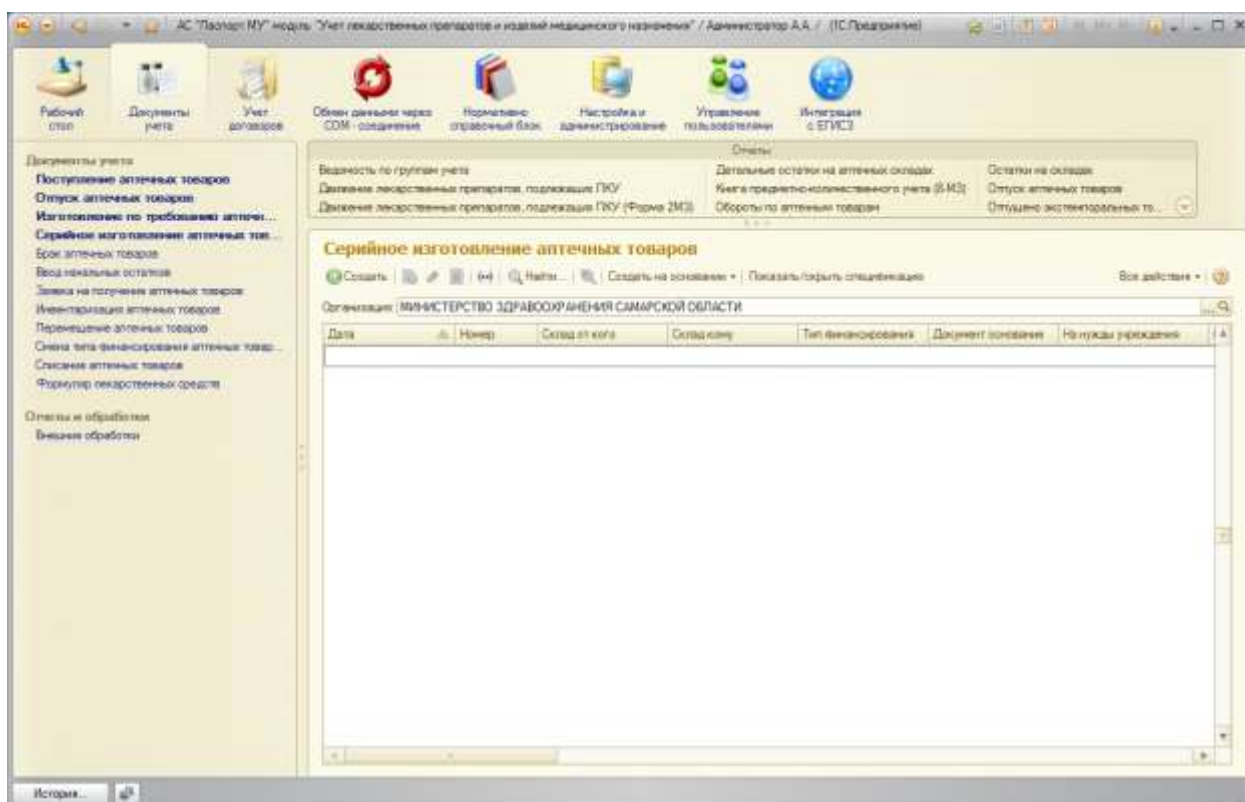 АС "Паспорт МУ" модуль "Учет лекарственных препаратов и изделий медицинского назначения" / Администратор А.А. / (1С:Предприятие)
Рабочий стол
Документы учета
Учет договоров
Обмен данными через COM - соединение
Нормативно справочный блок
Настройка и администрирование
Управление пользователями
Интеграция с ЕГИСЗ
Документы учета
Поступление аптечных товаров
Отпуск аптечных товаров
Изготовление по требованию аптечн...
Серийное изготовление аптечных тов...
Брак аптечных товаров
Ввод начальных остатков
Заявка на получение аптечных товаров
Инвентаризация аптечных товаров
Перемещение аптечных товаров
Смена типа финансирования аптечных товар...
Списание аптечных товаров
Формуляр лекарственных средств
Отчеты и обработки
Внешние обработки
Отчеты
Ведомость по группам учета
Движение лекарственных препаратов, подлежащих ПКУ
Движение лекарственных препаратов, подлежащих ПКУ (Форма 2МЗ)
Детальные остатки на аптечных складах
Книга предметно-количественного учета (8-МЗ)
Обороты по аптечным товарам
Остатки на складах
Отпуск аптечных товаров
Отпущено экстемпоральных то...
Серийное изготовление аптечных товаров
Создать Найти... Создать на основании Показать/скрыть спецификацию Все действия
Организация: МИНИСТЕРСТВО ЗДРАВООХРАНЕНИЯ САМАРСКОЙ ОБЛАСТИ
Дата Номер Склад от кого Склад кому Тип финансирования Документ основание На нужды учреждения
История...